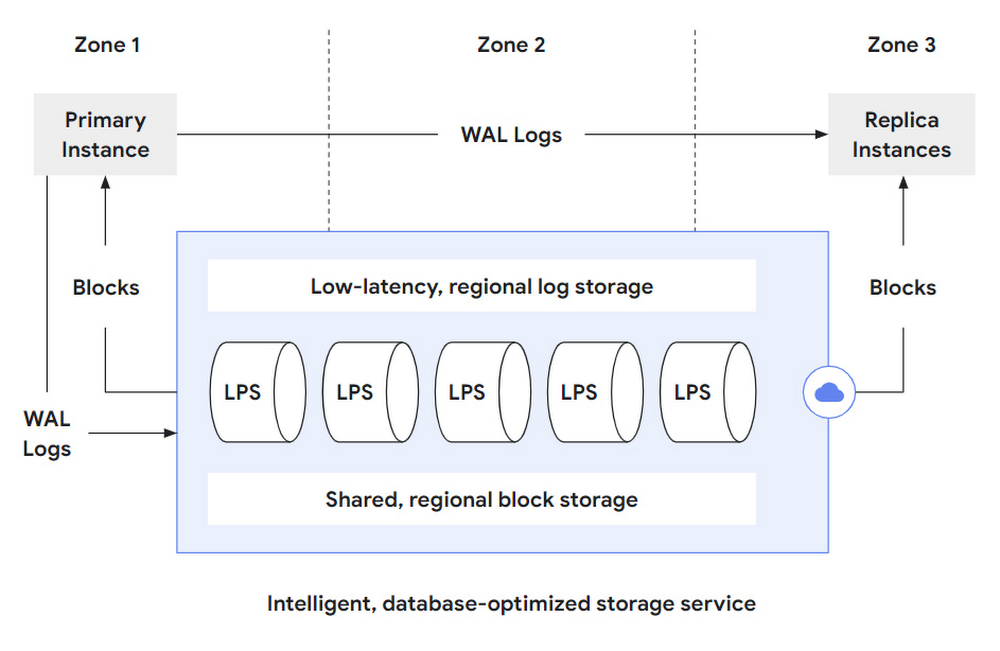 Zone 1
Zone 2
Zone 3
Primary
Instance
WAL Logs
Replica
Instances
Blocks
Low-latency, regional log storage
Blocks
LPS
LPS
LPS
LPS
LPS
WAL
Logs
Shared, regional block storage
Intelligent, database-optimized storage service